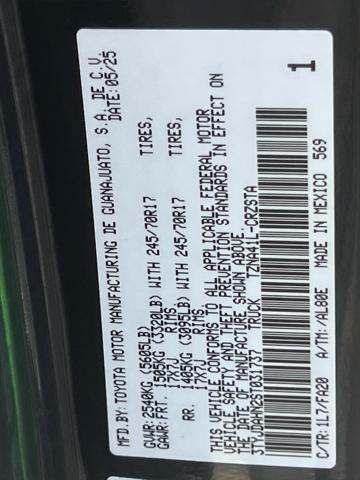 MFD.BY: TOYOTA MOTOR MANUFACTURING DE GUANAJUATO, S.A. DE C.V.
DATE: 05/25
GVWR: 2540KG (5605LB)
GAWR: FRT. 1505KG (3320LB) WITH 245/70R17 TIRES,
17X7J RIMS,
RR. 1405KG (3095LB) WITH 245/70R17 TIRES,
17X7J RIMS,
THIS VEHICLE CONFORMS TO ALL APPLICABLE FEDERAL MOTOR
VEHICLE SAFETY AND THEFT PREVENTION STANDARDS IN EFFECT ON
THE DATE OF MANUFACTURE SHOWN ABOVE.
TRUCK TZNA41L-CRZSTA
C/TR: 1L7/FA20 A/TM: /AL80E MADE IN MEXICO 569
1